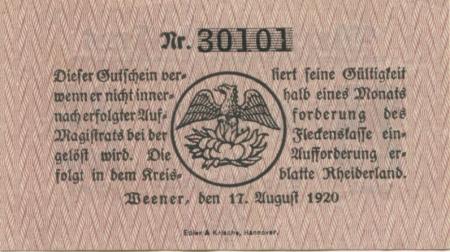 Nr. 30101
Dieser Gutschein ver= liert seine Gültigkeit
wenn er nicht inner= halb eines Monats
nach erfolgter Auf= forderung des
Magistrats bei der Fleckenskasse ein=
gelöst wird. Die Aufforderung er=
folgt in dem Kreis= blatte Rheiderland.
Weener, den 17. August 1920
Edler & Krische, Hannover.